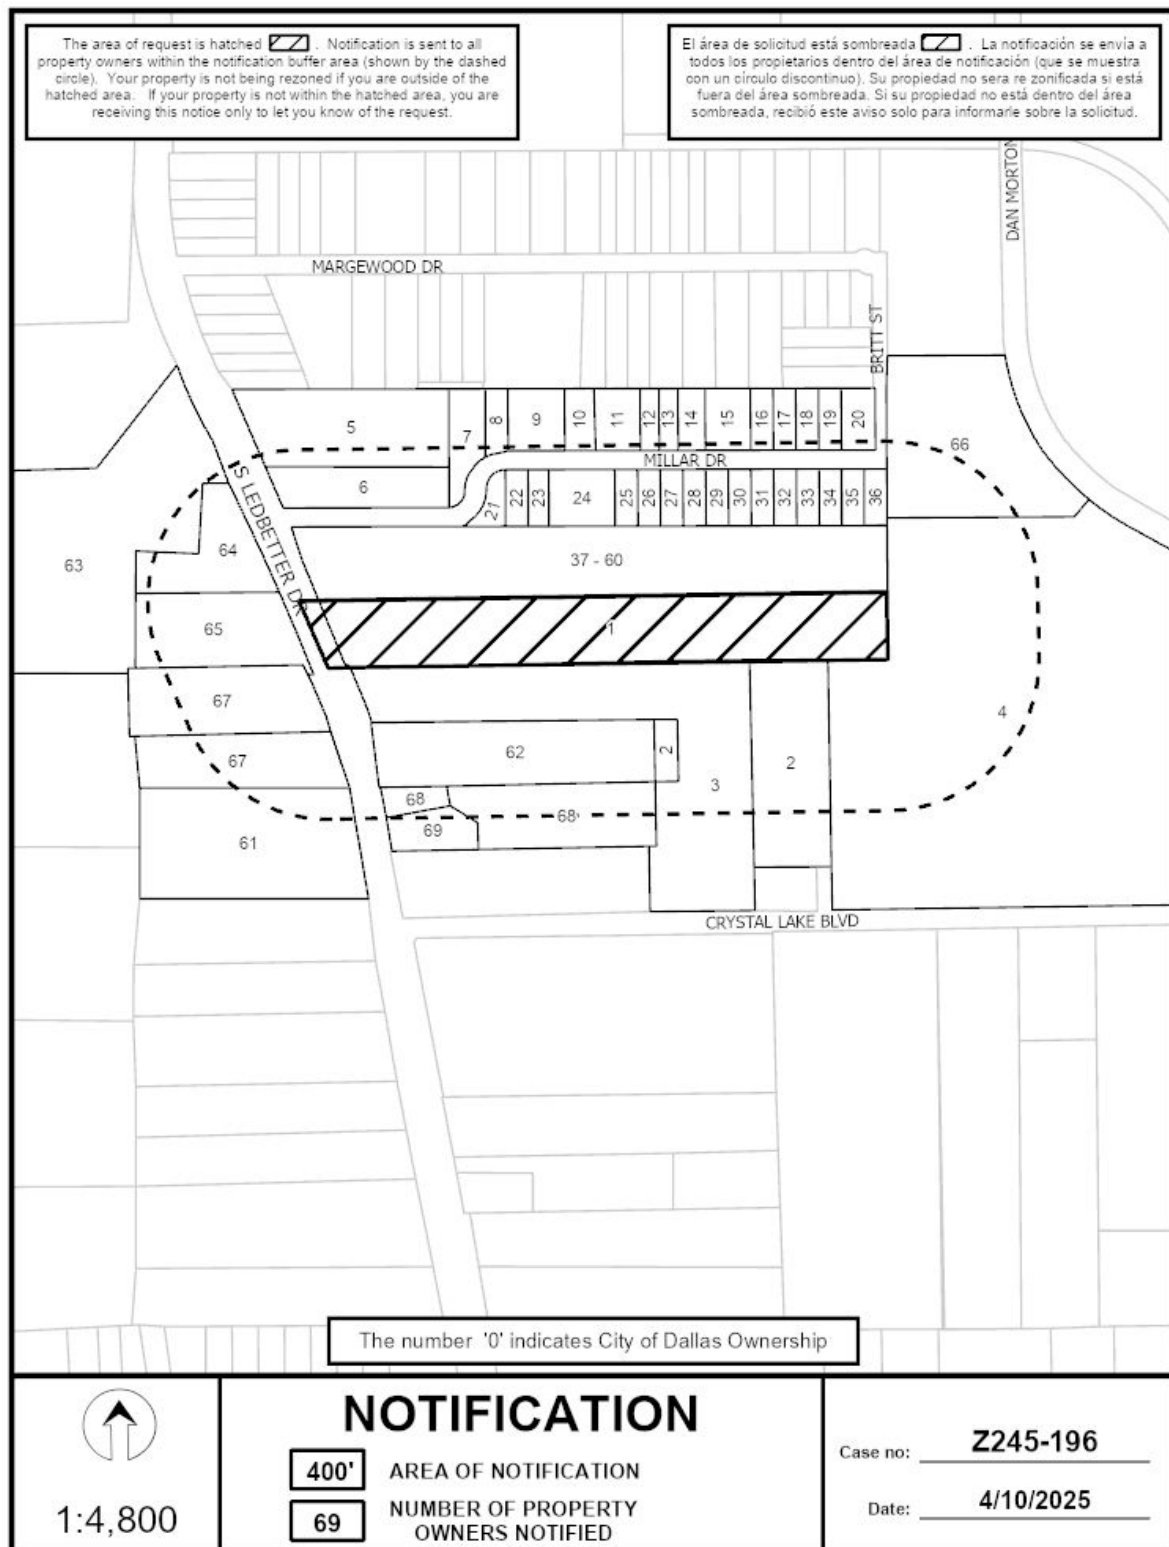 The area of request is hatched . Notification is sent to all
property owners within the notification buffer area (shown by the dashed
circle). Your property is not being rezoned if you are outside of the
hatched area. If your property is not within the hatched area, you are
receiving this notice only to let you know of the request.
El área de solicitud está sombreada . La notificación se envía a
todos los propietarios dentro del área de notificación (que se muestra
con un círculo discontinuo). Su propiedad no sera re zonificada si está
fuera del área sombreada. Si su propiedad no está dentro del área
sombreada, recibió este aviso solo para informarle sobre la solicitud.
DAN MORTON
MARGEWOOD DR
BRITT ST
5
7
8
9
10
11
12
13
14
15
16
17
18
19
20
66
MILLAR DR
6
S LEDBETTER DR
21
22
23
24
25
26
27
28
29
30
31
32
33
34
35
36
64
63
37 - 60
65
1
67
4
67
62
2
3
2
68
68
69
61
CRYSTAL LAKE BLVD
The number '0' indicates City of Dallas Ownership
1:4,800
NOTIFICATION
400' AREA OF NOTIFICATION
69 NUMBER OF PROPERTY
OWNERS NOTIFIED
Case no: Z245-196
Date: 4/10/2025